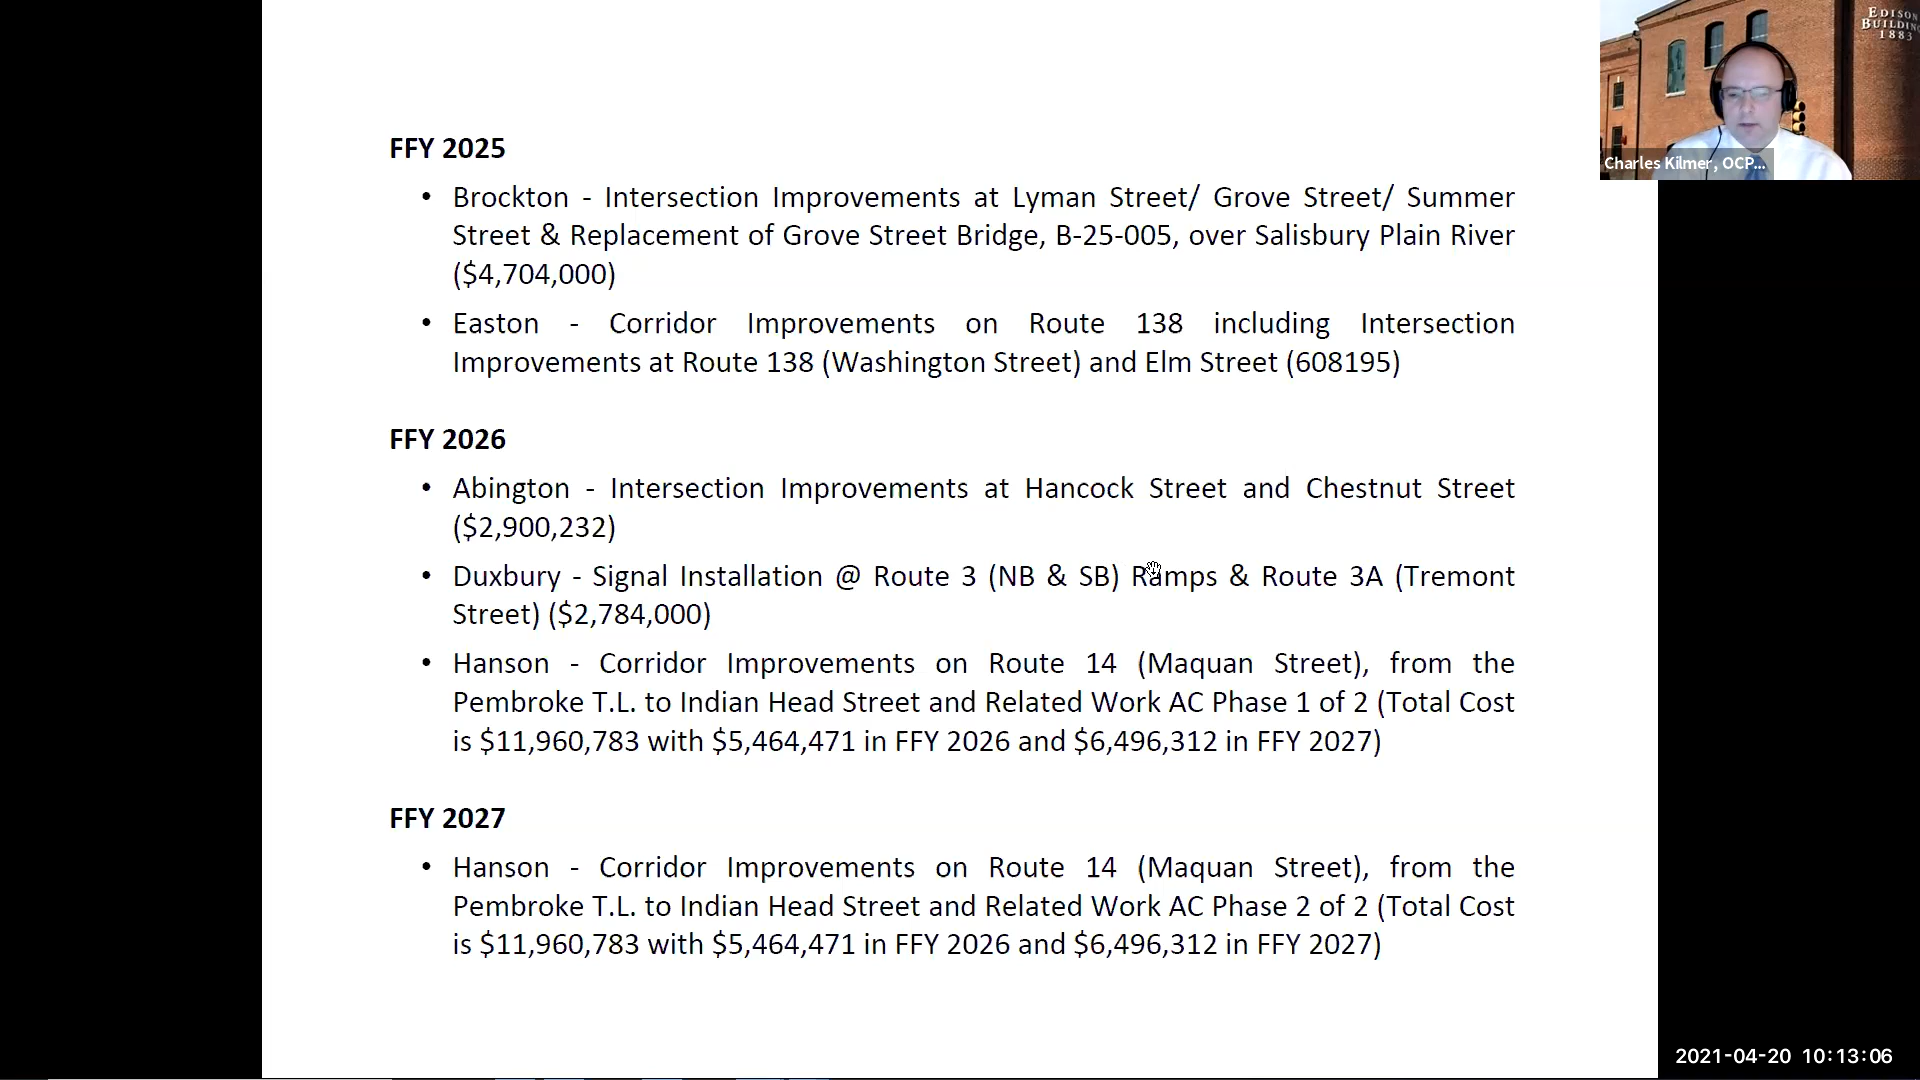 EDISON
BUILDING
1883
Charles Kilmer, OCP...
FFY 2025
• Brockton - Intersection Improvements at Lyman Street/ Grove Street/ Summer
Street & Replacement of Grove Street Bridge, B-25-005, over Salisbury Plain River
($4,704,000)
• Easton - Corridor Improvements on Route 138 including Intersection
Improvements at Route 138 (Washington Street) and Elm Street (608195)
FFY 2026
• Abington - Intersection Improvements at Hancock Street and Chestnut Street
($2,900,232)
• Duxbury - Signal Installation @ Route 3 (NB & SB) Ramps & Route 3A (Tremont
Street) ($2,784,000)
• Hanson - Corridor Improvements on Route 14 (Maquan Street), from the
Pembroke T.L. to Indian Head Street and Related Work AC Phase 1 of 2 (Total Cost
is $11,960,783 with $5,464,471 in FFY 2026 and $6,496,312 in FFY 2027)
FFY 2027
• Hanson - Corridor Improvements on Route 14 (Maquan Street), from the
Pembroke T.L. to Indian Head Street and Related Work AC Phase 2 of 2 (Total Cost
is $11,960,783 with $5,464,471 in FFY 2026 and $6,496,312 in FFY 2027)
2021-04-20 10:13:06